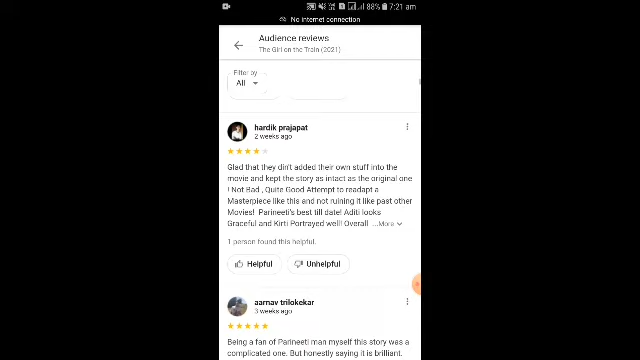 88% 7:21 am
No internet connection
Audience reviews
The Girl on the Train (2021)
Filter by
All
hardik prajapat
2 weeks ago
Glad that they din't added their own stuff into the
movie and kept the story as intact as the original one
! Not Bad , Quite Good Attempt to readapt a
Masterpiece like this and not ruining it like past other
Movies!  Parineeti's best till date! Aditi looks
Graceful and Kirti Portrayed well! Overall ...More
1 person found this helpful.
Helpful Unhelpful
aarnav trilokekar
3 weeks ago
Being a fan of Parineeti man myself this story was a
complicated one. But honestly saying it is brilliant.